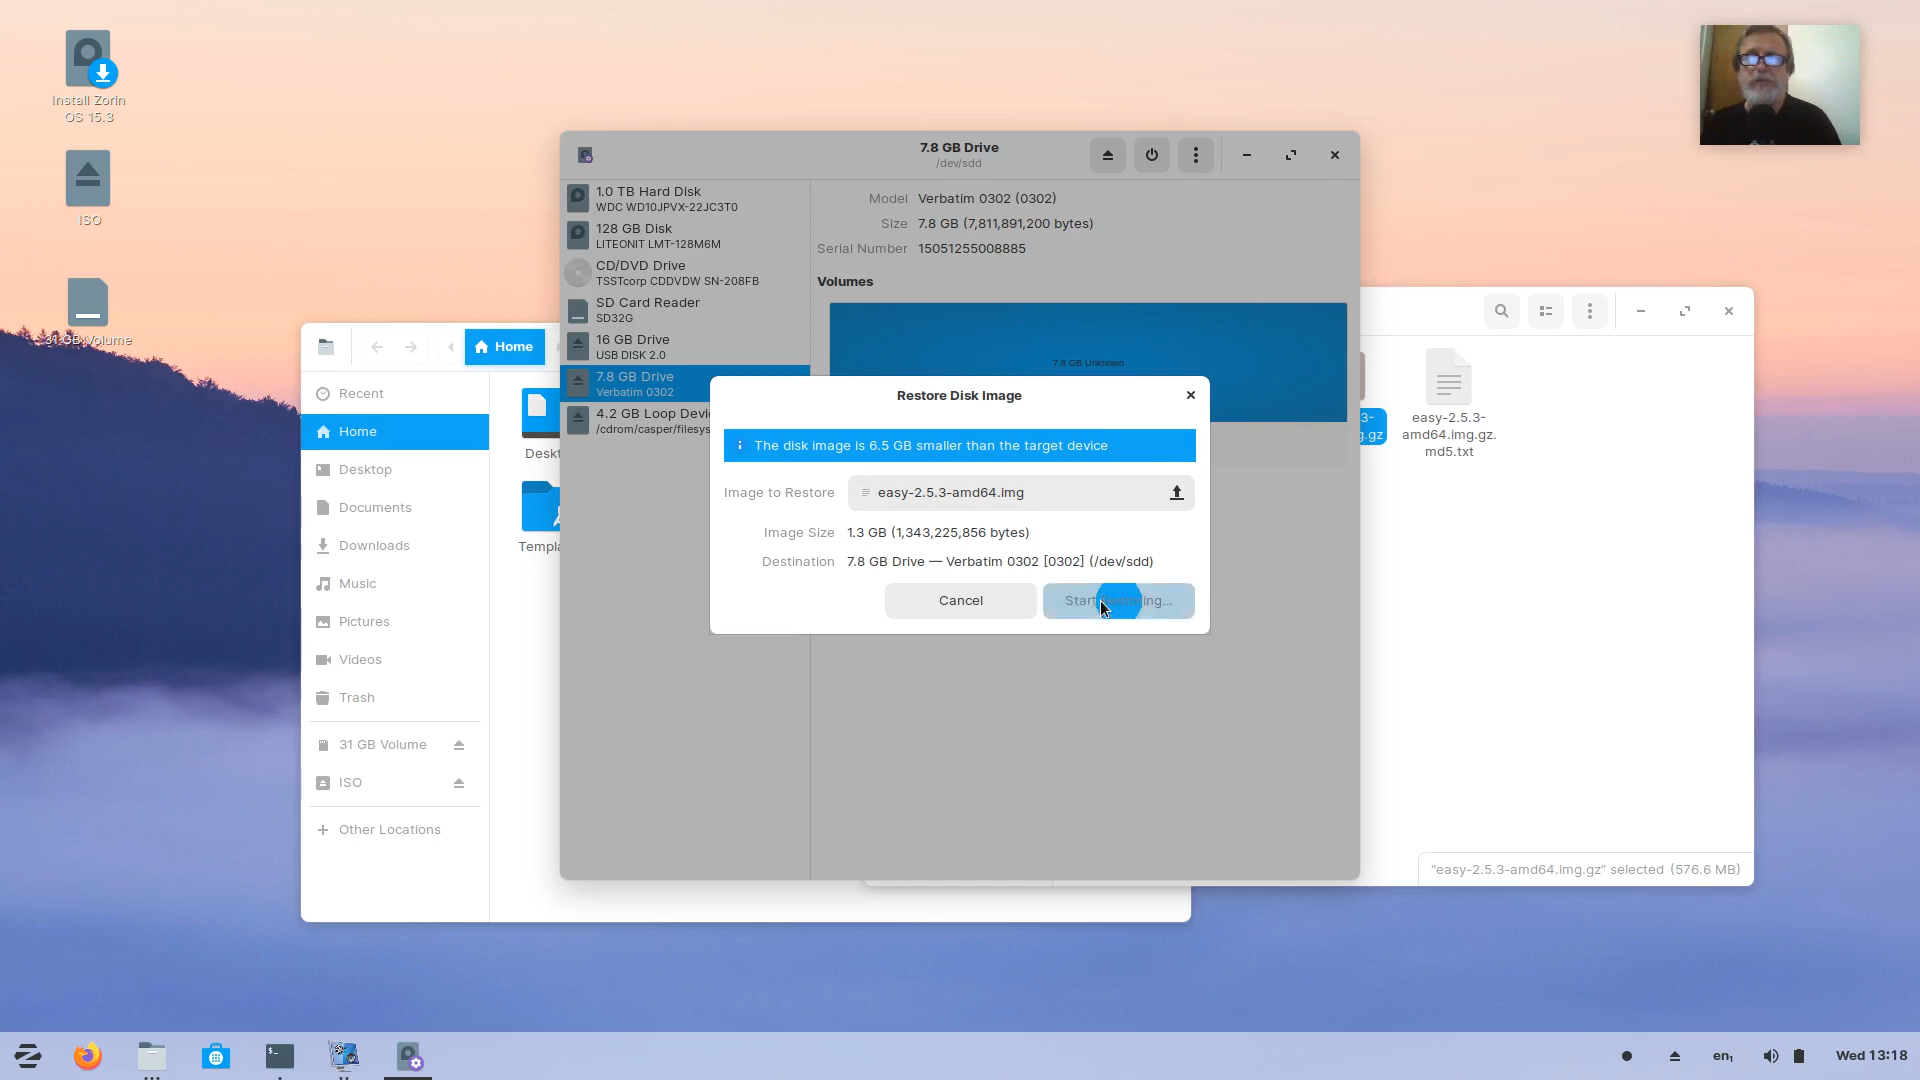 Install Zorin
OS 15.3
ISO
31 GB Volume
7.8 GB Drive
/dev/sdd
1.0 TB Hard Disk
WDC WD10JPVX-22JC3T0
128 GB Disk
LITEONIT LMT-128M6M
CD/DVD Drive
TSSTcorp CDDVDW SN-208FB
SD Card Reader
SD32G
16 GB Drive
USB DISK 2.0
7.8 GB Drive
Verbatim 0302
4.2 GB Loop Devi
/cdrom/casper/filesys
Model Verbatim 0302 (0302)
Size 7.8 GB (7,811,891,200 bytes)
Serial Number 15051255008885
Volumes
7.8 GB Unknown
Restore Disk Image
The disk image is 6.5 GB smaller than the target device
Image to Restore easy-2.5.3-amd64.img
Image Size 1.3 GB (1,343,225,856 bytes)
Destination 7.8 GB Drive — Verbatim 0302 [0302] (/dev/sdd)
Cancel
Start
Home
Recent
Home
Desktop
Documents
Downloads
Music
Pictures
Videos
Trash
31 GB Volume
ISO
Other Locations
Deskt
Templa
3-
g.gz
easy-2.5.3-
amd64.img.gz.
md5.txt
“easy-2.5.3-amd64.img.gz” selected (576.6 MB)
en₁
Wed 13:18